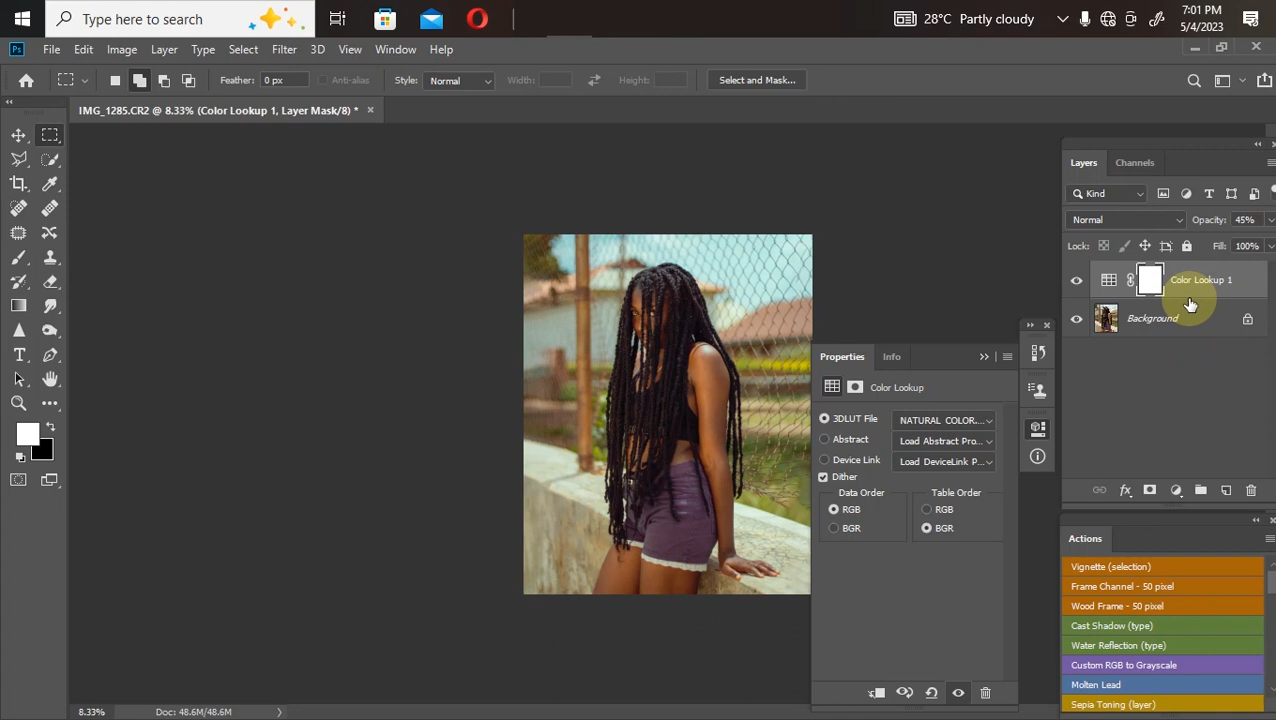 Type here to search
28°C Partly cloudy
7:01 PM
5/4/2023
Ps File Edit Image Layer Type Select Filter 3D View Window Help
Feather: 0 px Anti-alias Style: Normal Width: Height: Select and Mask...
IMG_1285.CR2 @ 8.33% (Color Lookup 1, Layer Mask/8) *
Layers Channels
Kind
Normal Opacity: 45%
Lock: Fill: 100%
Color Lookup 1
Background
Properties Info
Color Lookup
3DLUT File NATURAL COLOR...
Abstract Load Abstract Pro...
Device Link Load DeviceLink P...
Dither
Data Order Table Order
RGB RGB
BGR BGR
Actions
Vignette (selection)
Frame Channel - 50 pixel
Wood Frame - 50 pixel
Cast Shadow (type)
Water Reflection (type)
Custom RGB to Grayscale
Molten Lead
Sepia Toning (layer)
8.33% Doc: 48.6M/48.6M